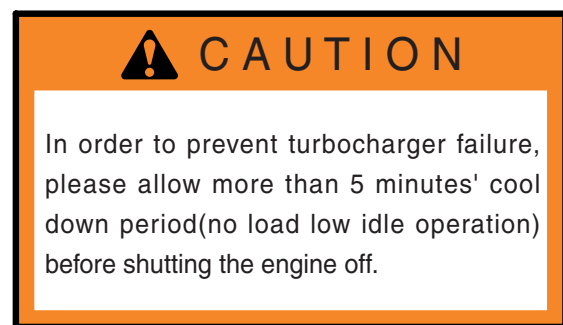 CAUTION
In order to prevent turbocharger failure,
please allow more than 5 minutes' cool
down period(no load low idle operation)
before shutting the engine off.